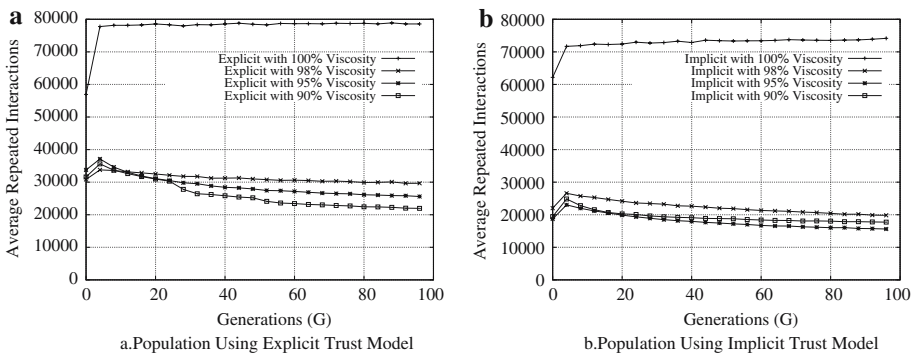 a
80000
70000
60000
50000
40000
30000
20000
10000
0
Average Repeated Interactions
Explicit with 100% Viscosity
Explicit with 98% Viscosity
Explicit with 95% Viscosity
Explicit with 90% Viscosity
0 20 40 60 80 100
Generations (G)
a.Population Using Explicit Trust Model
b
80000
70000
60000
50000
40000
30000
20000
10000
0
Average Repeated Interactions
Implicit with 100% Viscosity
Implicit with 98% Viscosity
Implicit with 95% Viscosity
Implicit with 90% Viscosity
0 20 40 60 80 100
Generations (G)
b.Population Using Implicit Trust Model